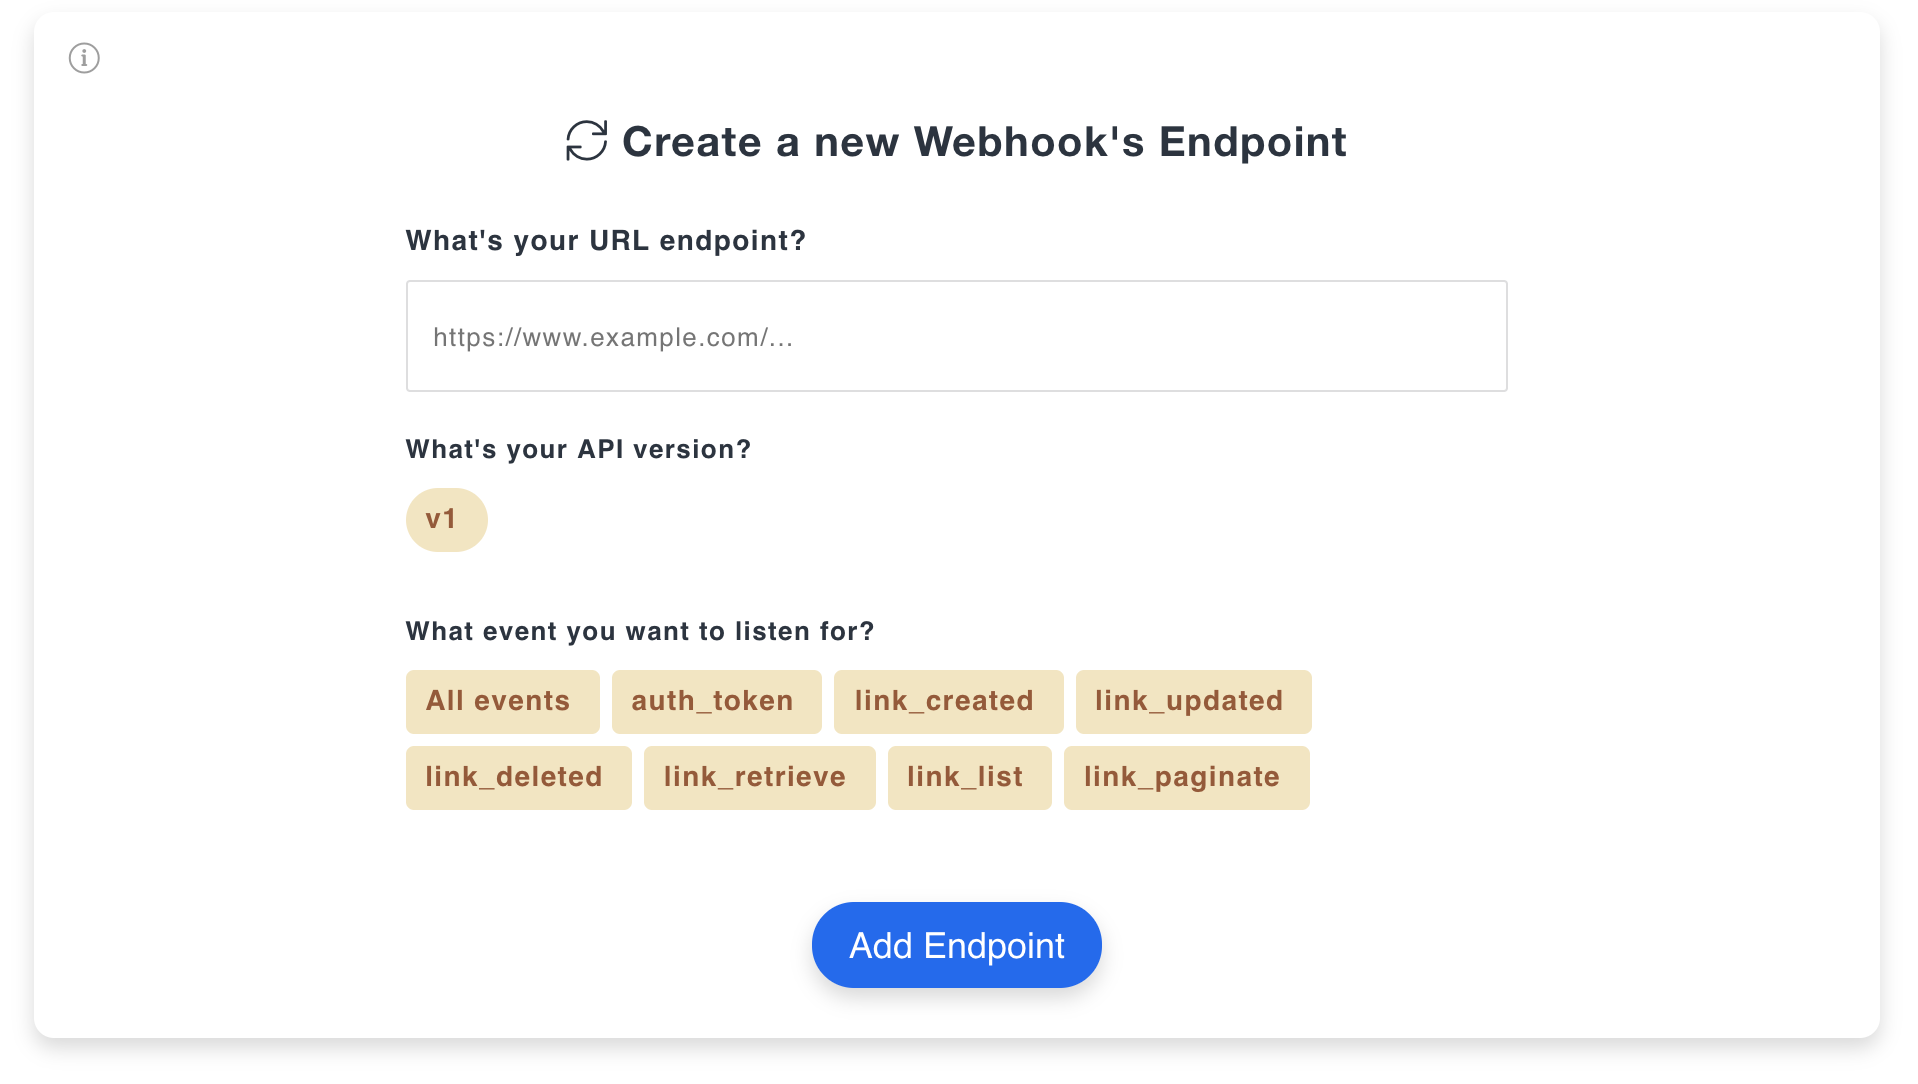 Create a new Webhook's Endpoint
What's your URL endpoint?
https://www.example.com/...
What's your API version?
v1
What event you want to listen for?
All events auth_token link_created link_updated
link_deleted link_retrieve link_list link_paginate
Add Endpoint